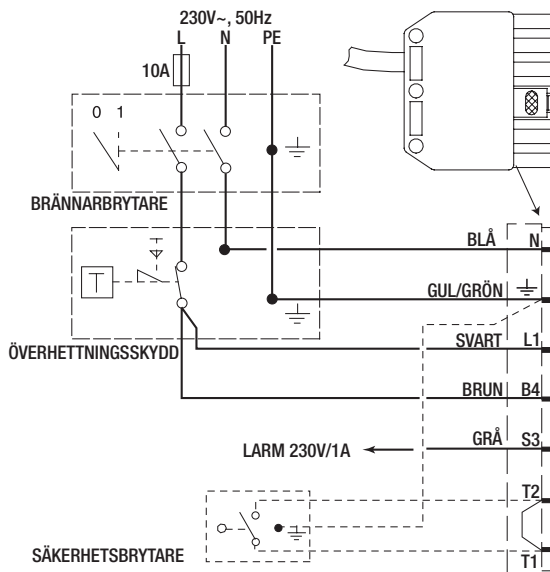 230V~, 50Hz
L N PE
10A
0 1
BRÄNNARBRYTARE
BLÅ N
T
GUL/GRÖN
ÖVERHETTNINGSSKYDD
SVART L1
BRUN B4
LARM 230V/1A
GRÅ S3
T2
SÄKERHETSBRYTARE
T1